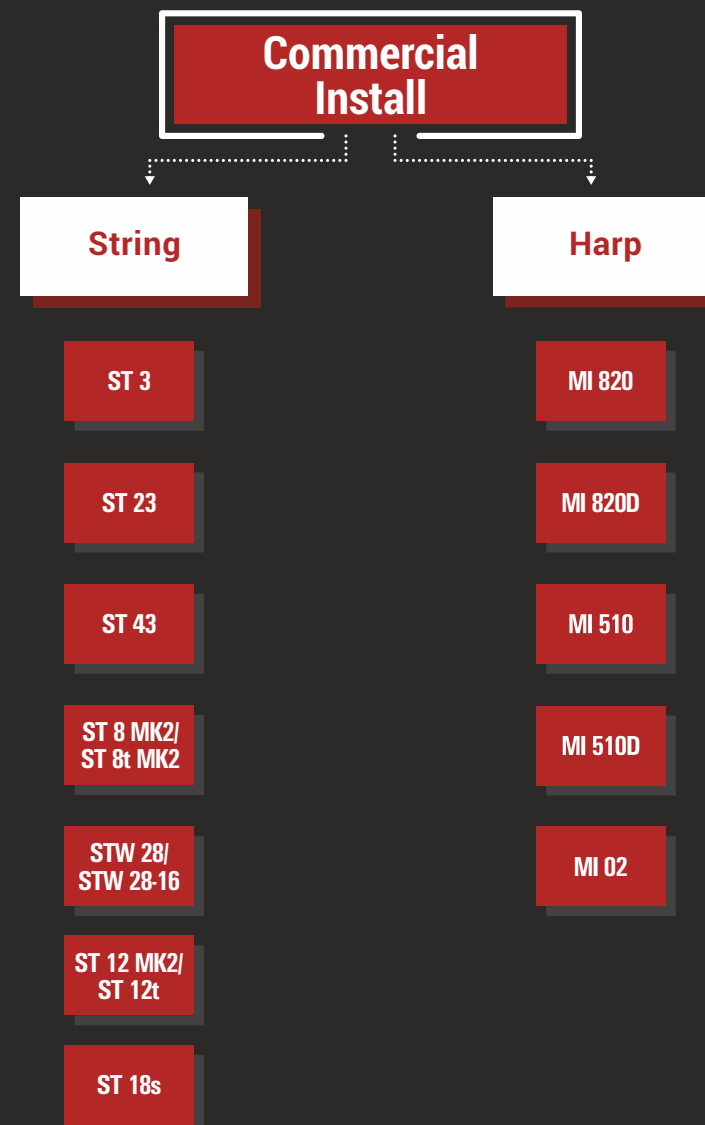 Commercial
Install
String
Harp
ST 3
ST 23
ST 43
ST 8 MK2/
ST 8t MK2
STW 28/
STW 28-16
ST 12 MK2/
ST 12t
ST 18s
MI 820
MI 820D
MI 510
MI 510D
MI 02